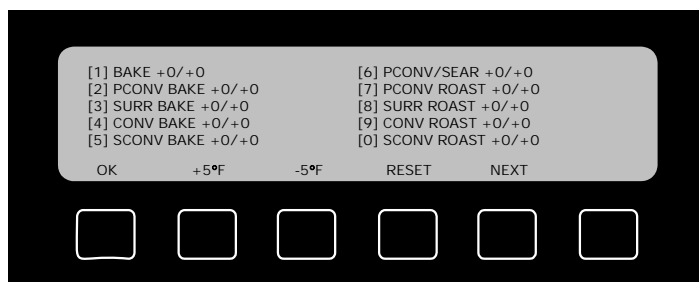 [1] BAKE +0/+0
[2] PCONV BAKE +0/+0
[3] SURR BAKE +0/+0
[4] CONV BAKE +0/+0
[5] SCONV BAKE +0/+0
[6] PCONV/SEAR +0/+0
[7] PCONV ROAST +0/+0
[8] SURR ROAST +0/+0
[9] CONV ROAST +0/+0
[0] SCONV ROAST +0/+0
OK +5°F -5°F RESET NEXT